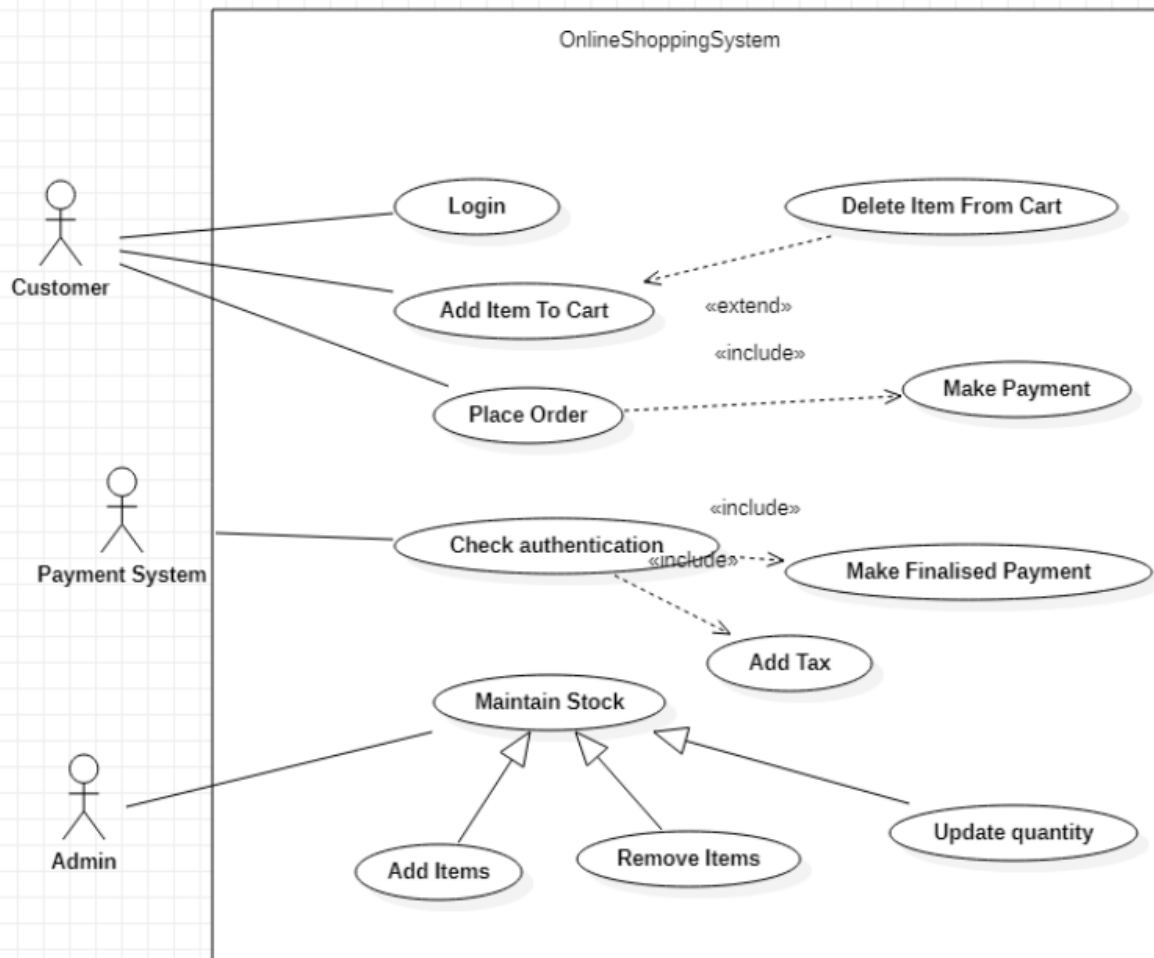 OnlineShoppingSystem
Login
Delete Item From Cart
Customer
Add Item To Cart
«extend»
«include»
Make Payment
Place Order
«include»
Check authentication
«include»
Payment System
Make Finalised Payment
Add Tax
Maintain Stock
Update quantity
Admin
Add Items
Remove Items